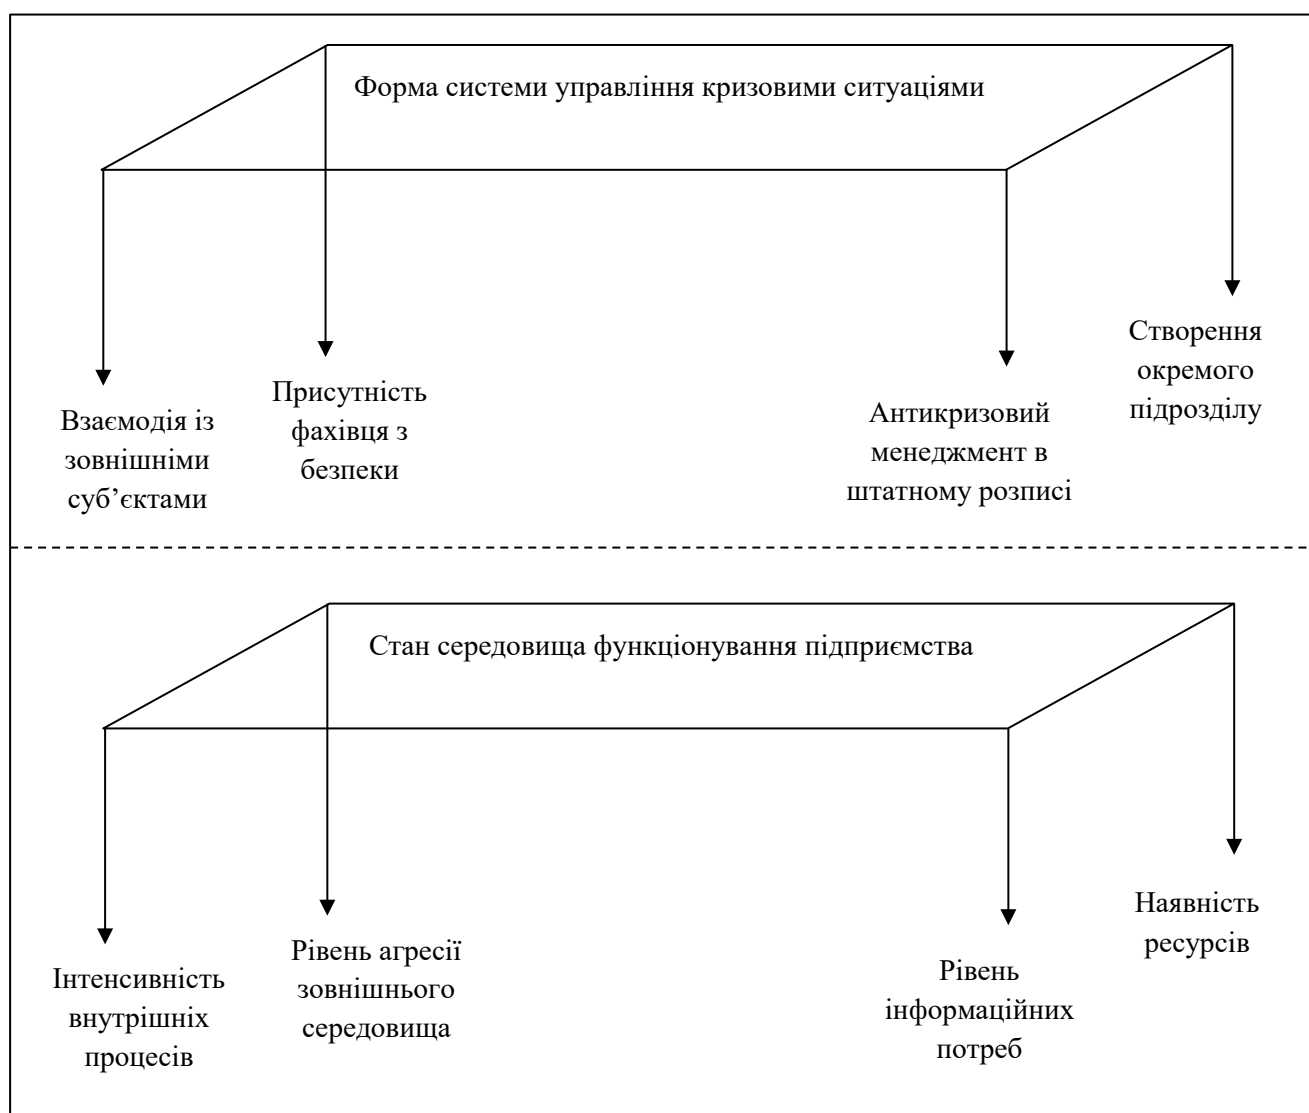 Форма системи управління кризовими ситуаціями
Взаємодія із
зовнішніми
суб’єктами
Присутність
фахівця з
безпеки
Антикризовий
менеджмент в
штатному розписі
Створення
окремого
підрозділу
Стан середовища функціонування підприємства
Інтенсивність
внутрішніх
процесів
Рівень агресії
зовнішнього
середовища
Рівень
інформаційних
потреб
Наявність
ресурсів